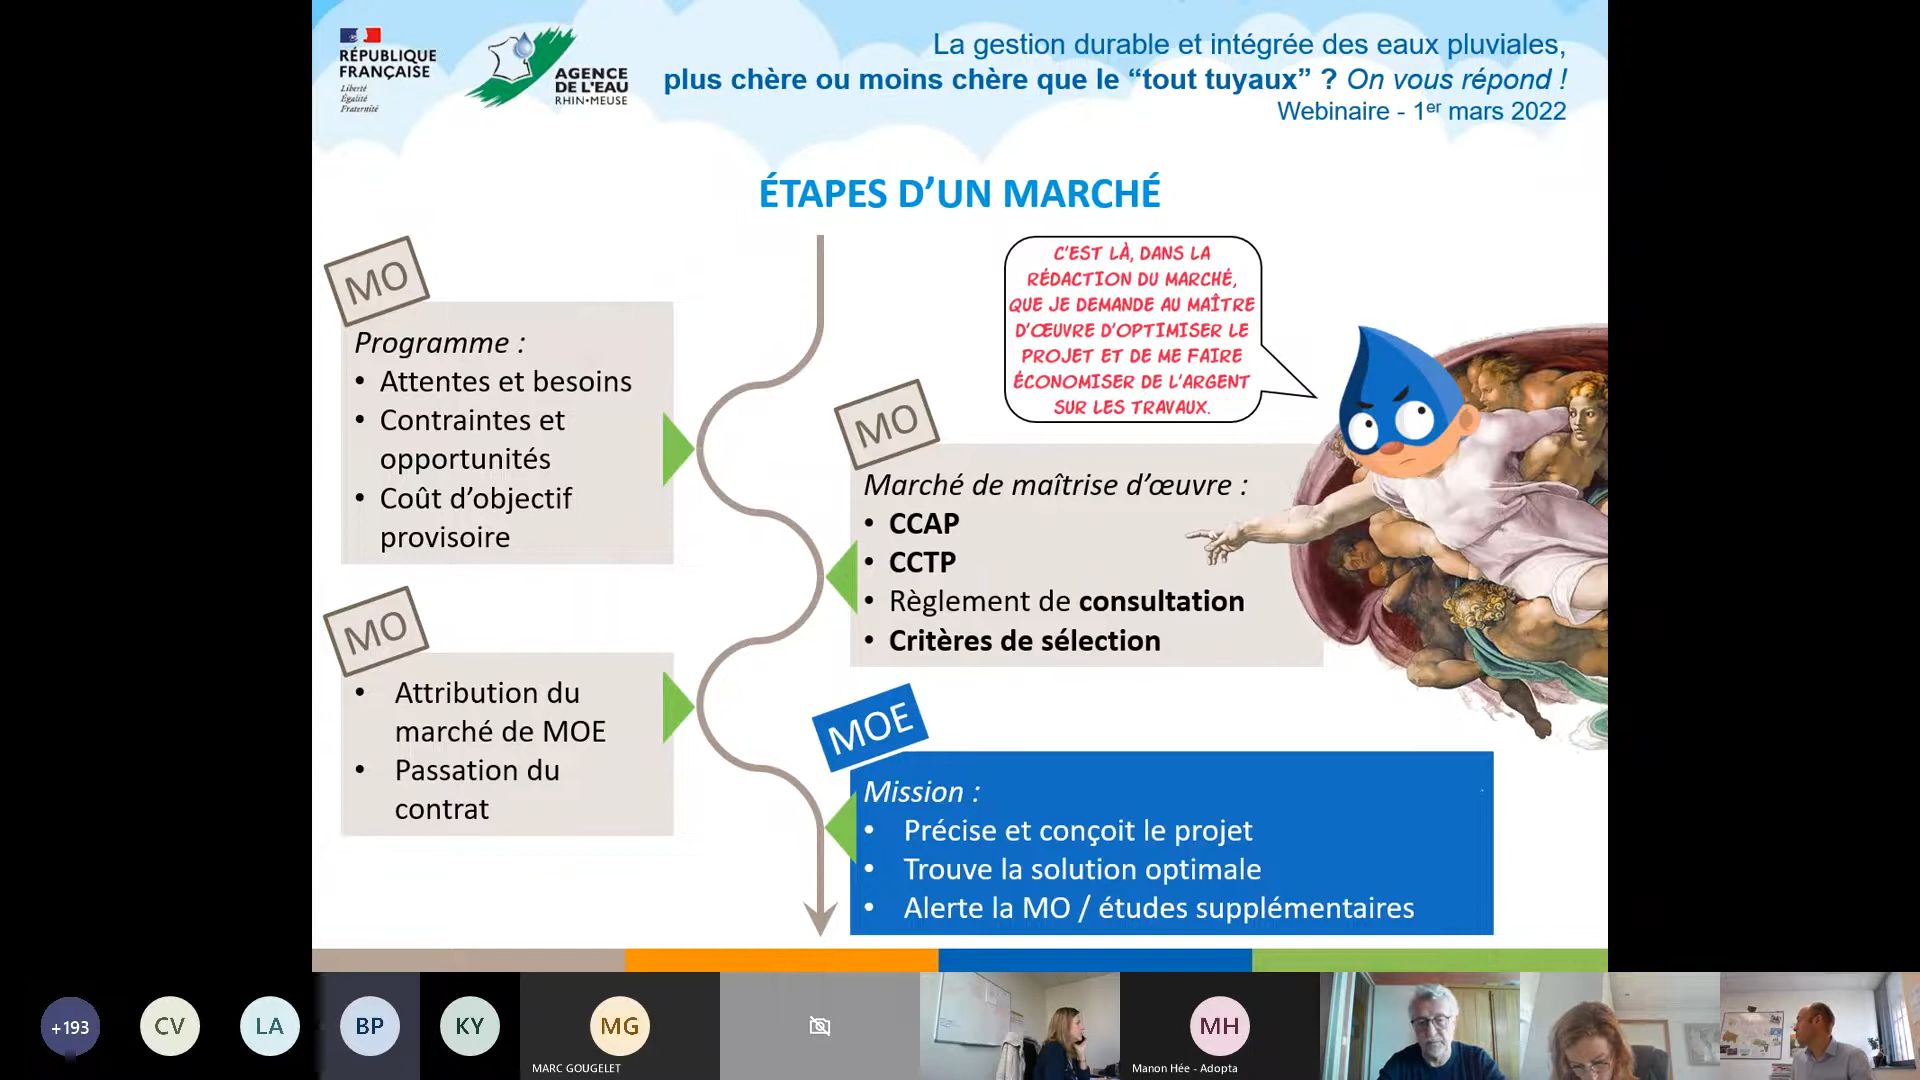 RÉPUBLIQUE
FRANÇAISE
Liberté
Égalité
Fraternité
AGENCE
DE L'EAU
RHIN•MEUSE
La gestion durable et intégrée des eaux pluviales,
plus chère ou moins chère que le “tout tuyaux” ? On vous répond !
Webinaire - 1er mars 2022
ÉTAPES D’UN MARCHÉ
MO
Programme :
• Attentes et besoins
• Contraintes et
opportunités
• Coût d’objectif
provisoire
C'EST LÀ, DANS LA
RÉDACTION DU MARCHÉ,
QUE JE DEMANDE AU MAÎTRE
D'ŒUVRE D'OPTIMISER LE
PROJET ET DE ME FAIRE
ÉCONOMISER DE L'ARGENT
SUR LES TRAVAUX.
MO
Marché de maîtrise d’œuvre :
• CCAP
• CCTP
• Règlement de consultation
• Critères de sélection
MO
• Attribution du
marché de MOE
• Passation du
contrat
MOE
Mission :
• Précise et conçoit le projet
• Trouve la solution optimale
• Alerte la MO / études supplémentaires
+193
CV
LA
BP
KY
MG
MARC GOUGELET
MH
Manon Hée - Adopta